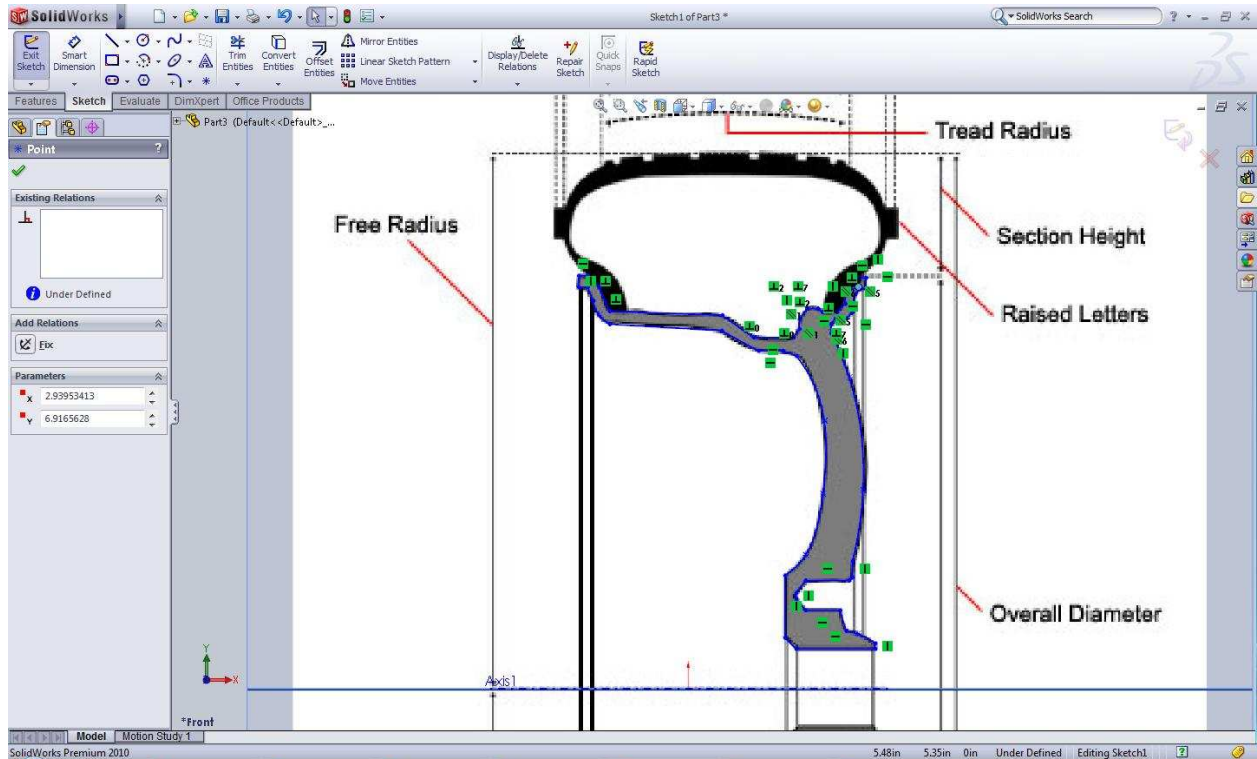 SolidWorks
Sketch1 of Part3 *
SolidWorks Search
Exit Sketch
Smart Dimension
Trim Entities
Convert Entities
Offset Entities
Mirror Entities
Linear Sketch Pattern
Move Entities
Display/Delete Relations
Repair Sketch
Quick Snaps
Rapid Sketch
Features Sketch Evaluate DimXpert Office Products
Part3 (Default<<Default>_...
Point ?
Existing Relations
Under Defined
Add Relations
Fix
Parameters
X 2.93953413
Y 6.9165628
Tread Radius
Free Radius
Section Height
Raised Letters
Overall Diameter
Axis1
Y
X
*Front
Model Motion Study 1
SolidWorks Premium 2010
5.48in 5.35in 0in Under Defined Editing Sketch1